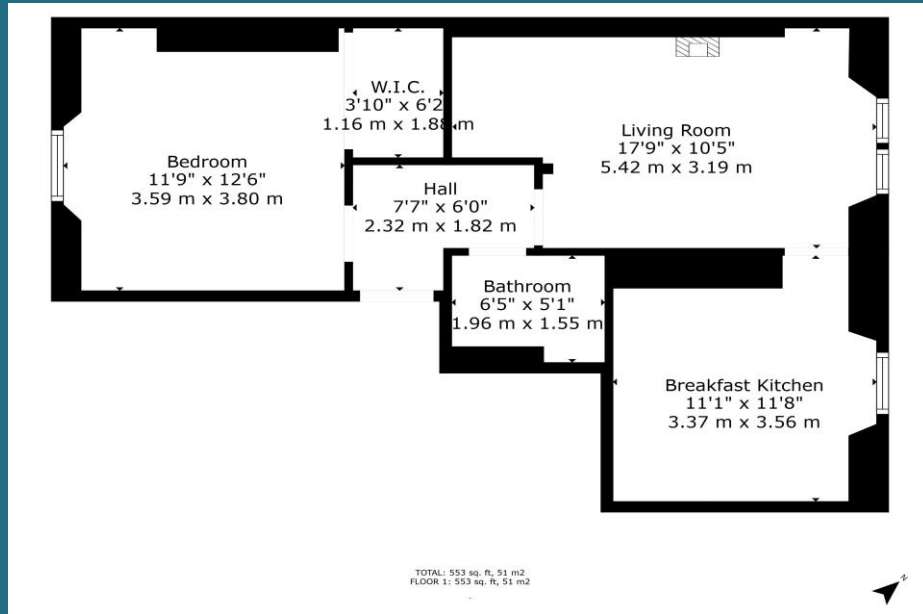 W.I.C.
3'10" x 6'2
1.16 m x 1.88 m
Living Room
17'9" x 10'5"
5.42 m x 3.19 m
Bedroom
11'9" x 12'6"
3.59 m x 3.80 m
Hall
7'7" x 6'0"
2.32 m x 1.82 m
Bathroom
6'5" x 5'1"
1.96 m x 1.55 m
Breakfast Kitchen
11'1" x 11'8"
3.37 m x 3.56 m
TOTAL: 553 sq. ft, 51 m2
FLOOR 1: 553 sq. ft, 51 m2
N